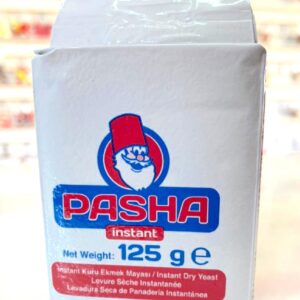 PASHA
instant
Net Weight: 125 g e
Instant Kuru Ekmek Mayası / Instant Dry Yeast
Levure Sèche Instantanée
Levadura Seca de Panadería Instantánea